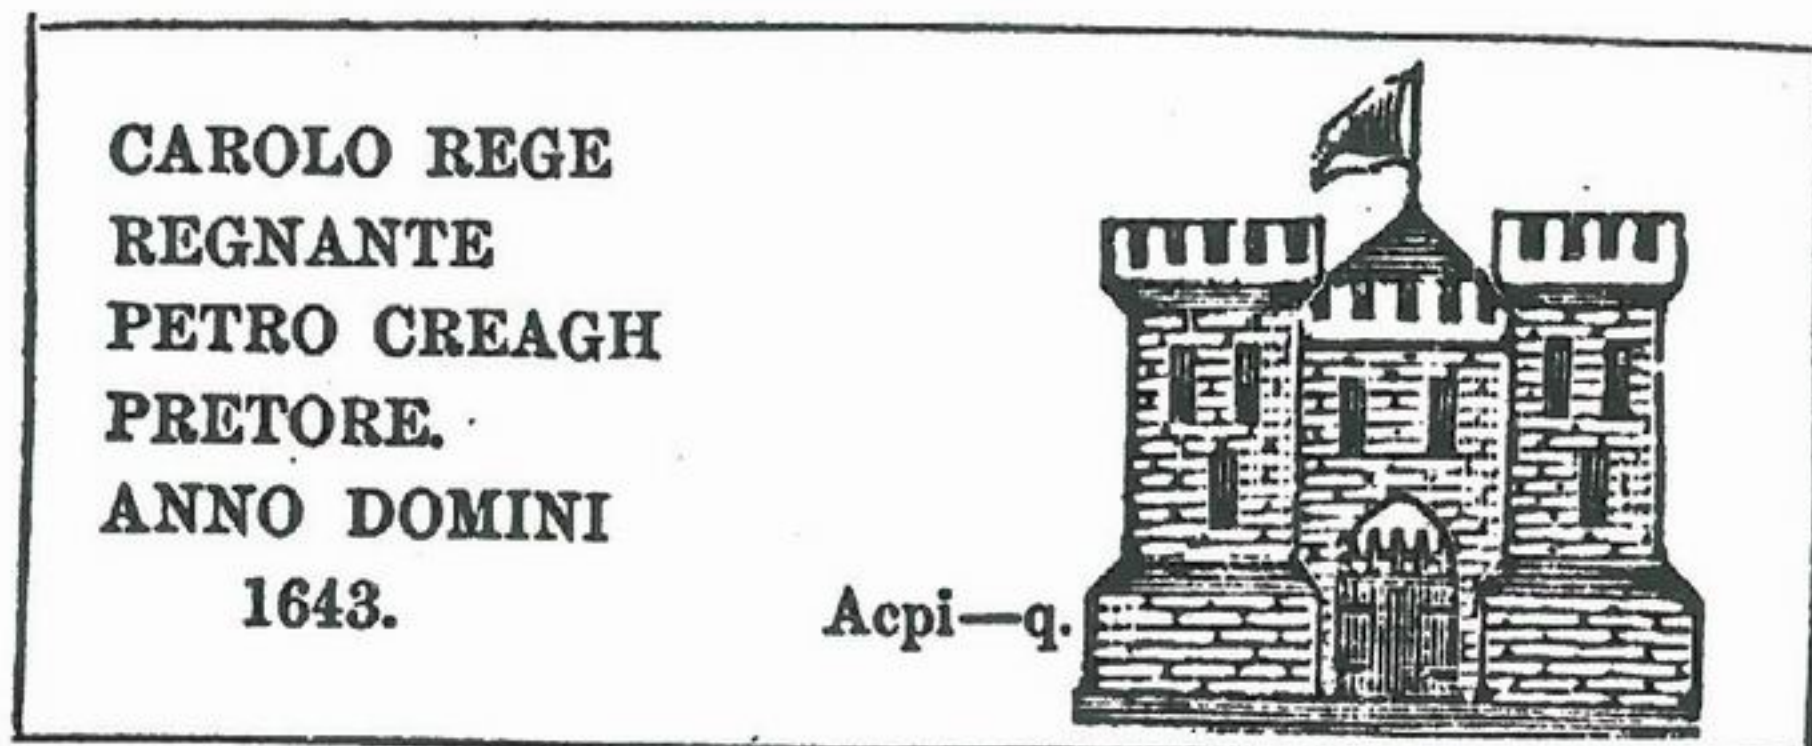 CAROLO REGE
REGNANTE
PETRO CREAGH
PRETORE.
ANNO DOMINI
1643.
Acpi—q.